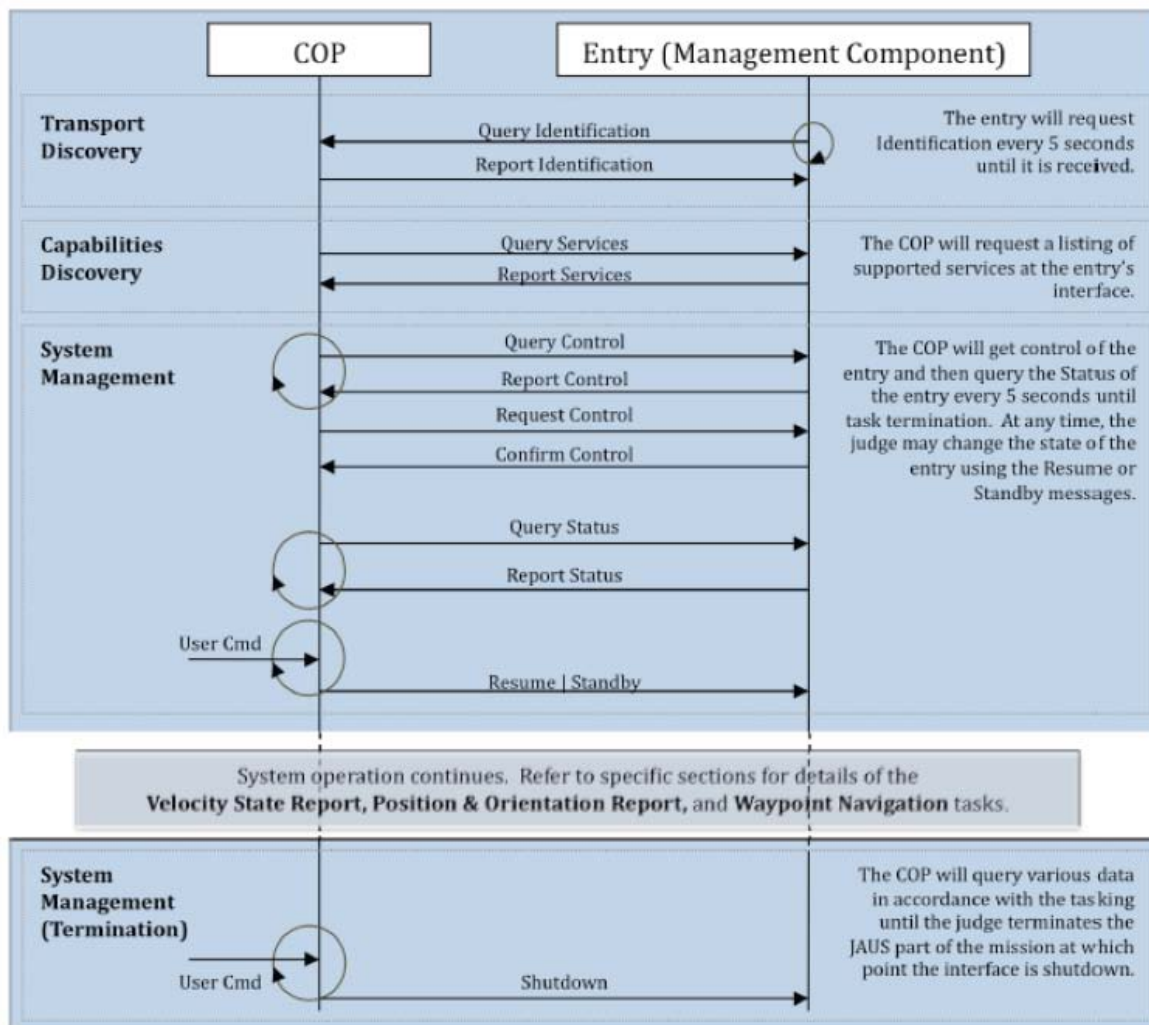 COP
Entry (Management Component)
Transport
Discovery
Query Identification
Report Identification
The entry will request
Identification every 5 seconds
until it is received.
Capabilities
Discovery
Query Services
Report Services
The COP will request a listing of
supported services at the entry's
interface.
System
Management
Query Control
Report Control
Request Control
Confirm Control
Query Status
Report Status
User Cmd
Resume | Standby
The COP will get control of the
entry and then query the Status of
the entry every 5 seconds until
task termination. At any time, the
judge may change the state of the
entry using the Resume or
Standby messages.
System operation continues. Refer to specific sections for details of the
Velocity State Report, Position & Orientation Report, and Waypoint Navigation tasks.
System
Management
(Termination)
User Cmd
Shutdown
The COP will query various data
in accordance with the tasking
until the judge terminates the
JAUS part of the mission at which
point the interface is shutdown.